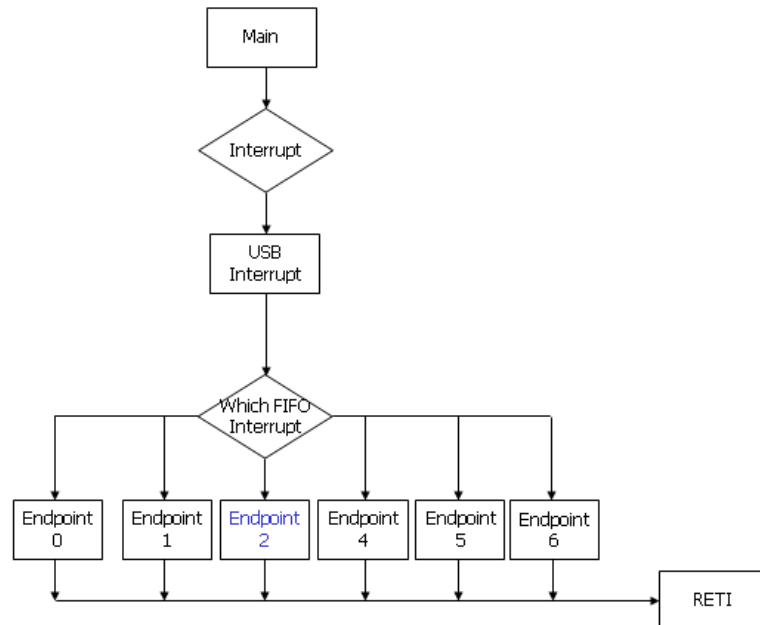 Main
Interrupt
USB
Interrupt
Which FIFO
Interrupt
Endpoint
0
Endpoint
1
Endpoint
2
Endpoint
4
Endpoint
5
Endpoint
6
RETI